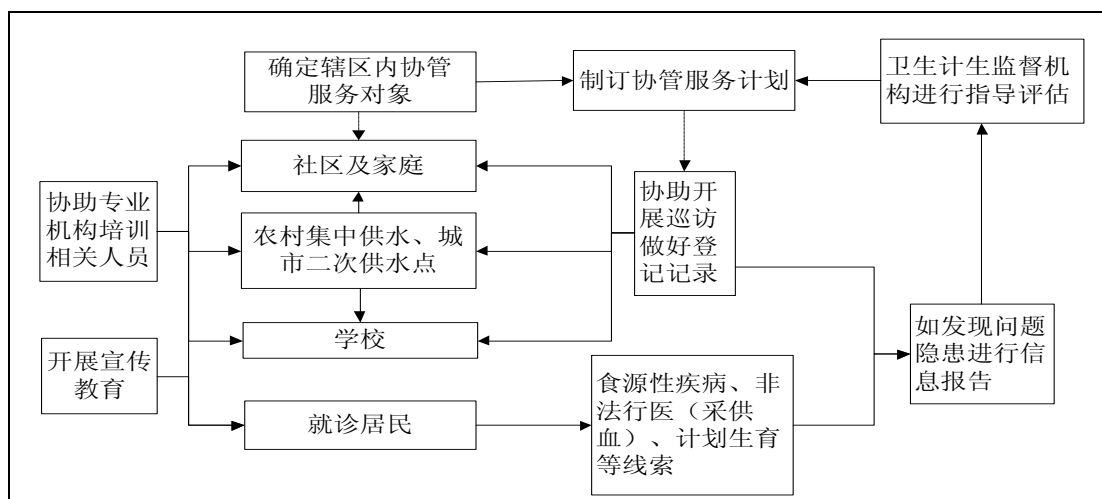 确定辖区内协管
服务对象
制订协管服务计划
卫生计生监督机
构进行指导评估
社区及家庭
协助专业
机构培训
相关人员
农村集中供水、城
市二次供水点
协助开
展巡访
做好登
记记录
学校
开展宣传
教育
如发现问题
隐患进行信
息报告
就诊居民
食源性疾病、非
法行医（采供
血）、计划生育
等线索